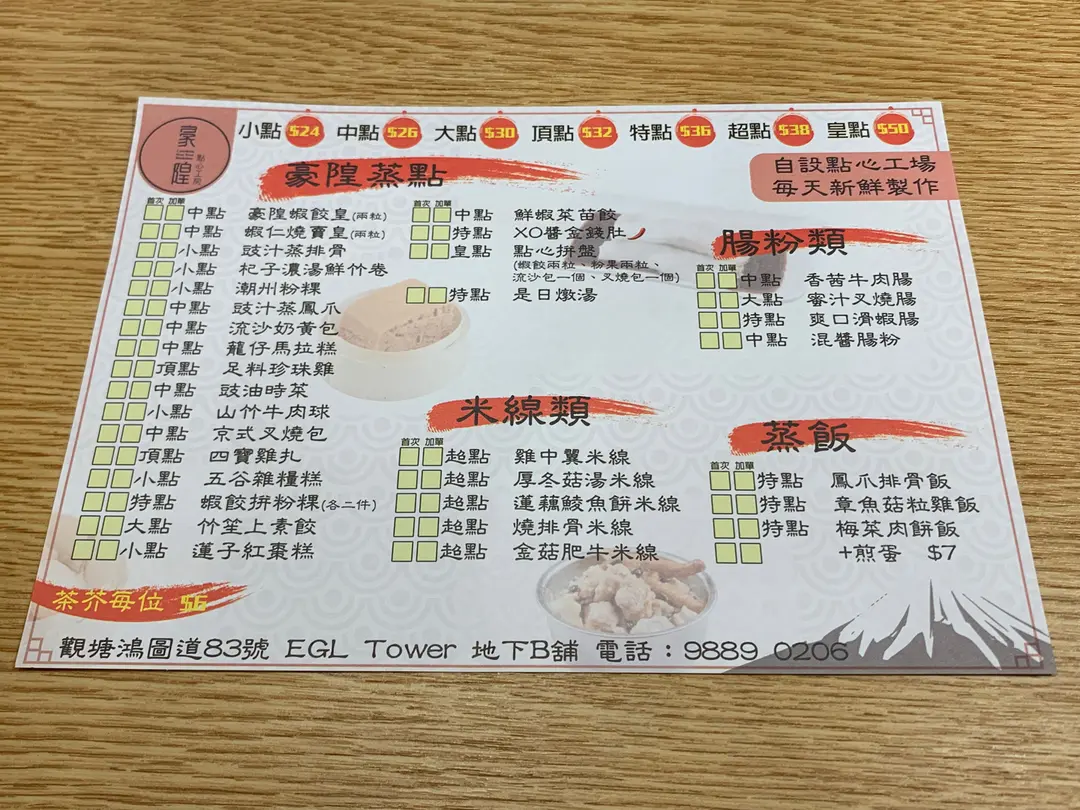 豪隍
點心工房
小點 $24 中點 $26 大點 $30 頂點 $32 特點 $36 超點 $38 皇點 $50
自設點心工場
每天新鮮製作
豪隍蒸點
首次 加單
中點 豪隍蝦餃皇(兩粒)
中點 蝦仁燒賣皇(兩粒)
小點 豉汁蒸排骨
小點 杞子濃湯鮮竹卷
小點 潮州粉粿
中點 豉汁蒸鳳爪
中點 流沙奶黃包
中點 籠仔馬拉糕
頂點 足料珍珠雞
中點 豉油時菜
小點 山竹牛肉球
中點 京式叉燒包
頂點 四寶雞扎
小點 五谷雜糧糕
特點 蝦餃拼粉粿(各二件)
大點 竹笙上素餃
小點 蓮子紅棗糕
首次 加單
中點 鮮蝦菜苗餃
特點 XO醬金錢肚
皇點 點心拼盤
(蝦餃兩粒、粉果兩粒、
流沙包一個、叉燒包一個)
特點 是日燉湯
腸粉類
首次 加單
中點 香茜牛肉腸
大點 蜜汁叉燒腸
特點 爽口滑蝦腸
中點 混醬腸粉
米線類
首次 加單
超點 雞中翼米線
超點 厚冬菇湯米線
超點 蓮藕鯪魚餅米線
超點 燒排骨米線
超點 金菇肥牛米線
蒸飯
首次 加單
特點 鳳爪排骨飯
特點 章魚菇粒雞飯
特點 梅菜肉餅飯
+煎蛋 $7
茶芥每位 $6
觀塘鴻圖道83號 EGL Tower 地下B舖 電話：9889 0206